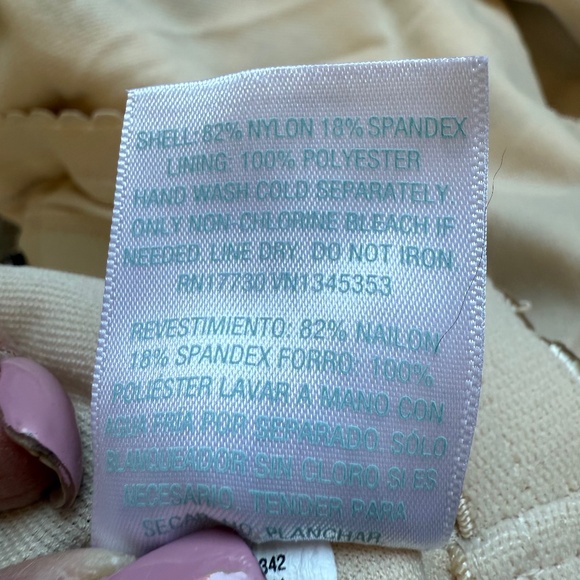 SHELL: 82% NYLON 18% SPANDEX
LINING: 100% POLYESTER
HAND WASH COLD SEPARATELY
ONLY NON-CHLORINE BLEACH IF
NEEDED. LINE DRY. DO NOT IRON
RN17730 VN1345353
REVESTIMIENTO: 82% NAILON
18% SPANDEX FORRO: 100%
POLIESTER LAVAR A MANO CON
AGUA FRIA POR SEPARADO. SÓLO
BLANQUEADOR SIN CLORO SI ES
NECESARIO. TENDER PARA
SECAR NO PLANCHAR
342